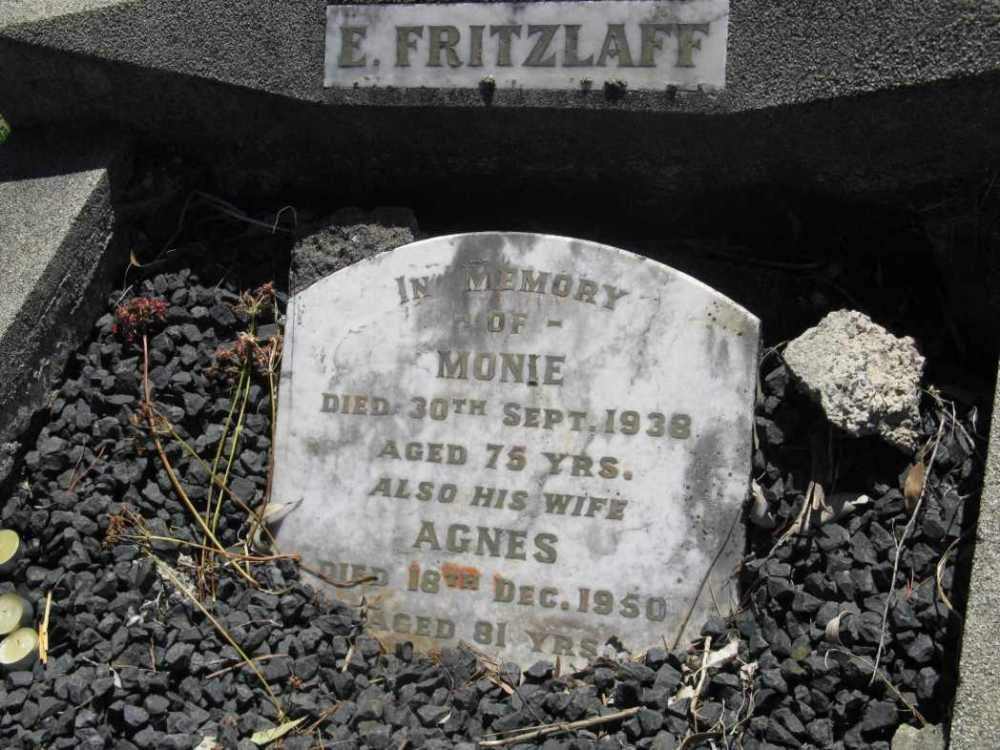 E. FRITZLAFF
IN MEMORY
- OF -
MONIE
DIED 30TH SEPT. 1938
AGED 75 YRS.
ALSO HIS WIFE
AGNES
DIED 18TH DEC. 1950
AGED 81 YRS.